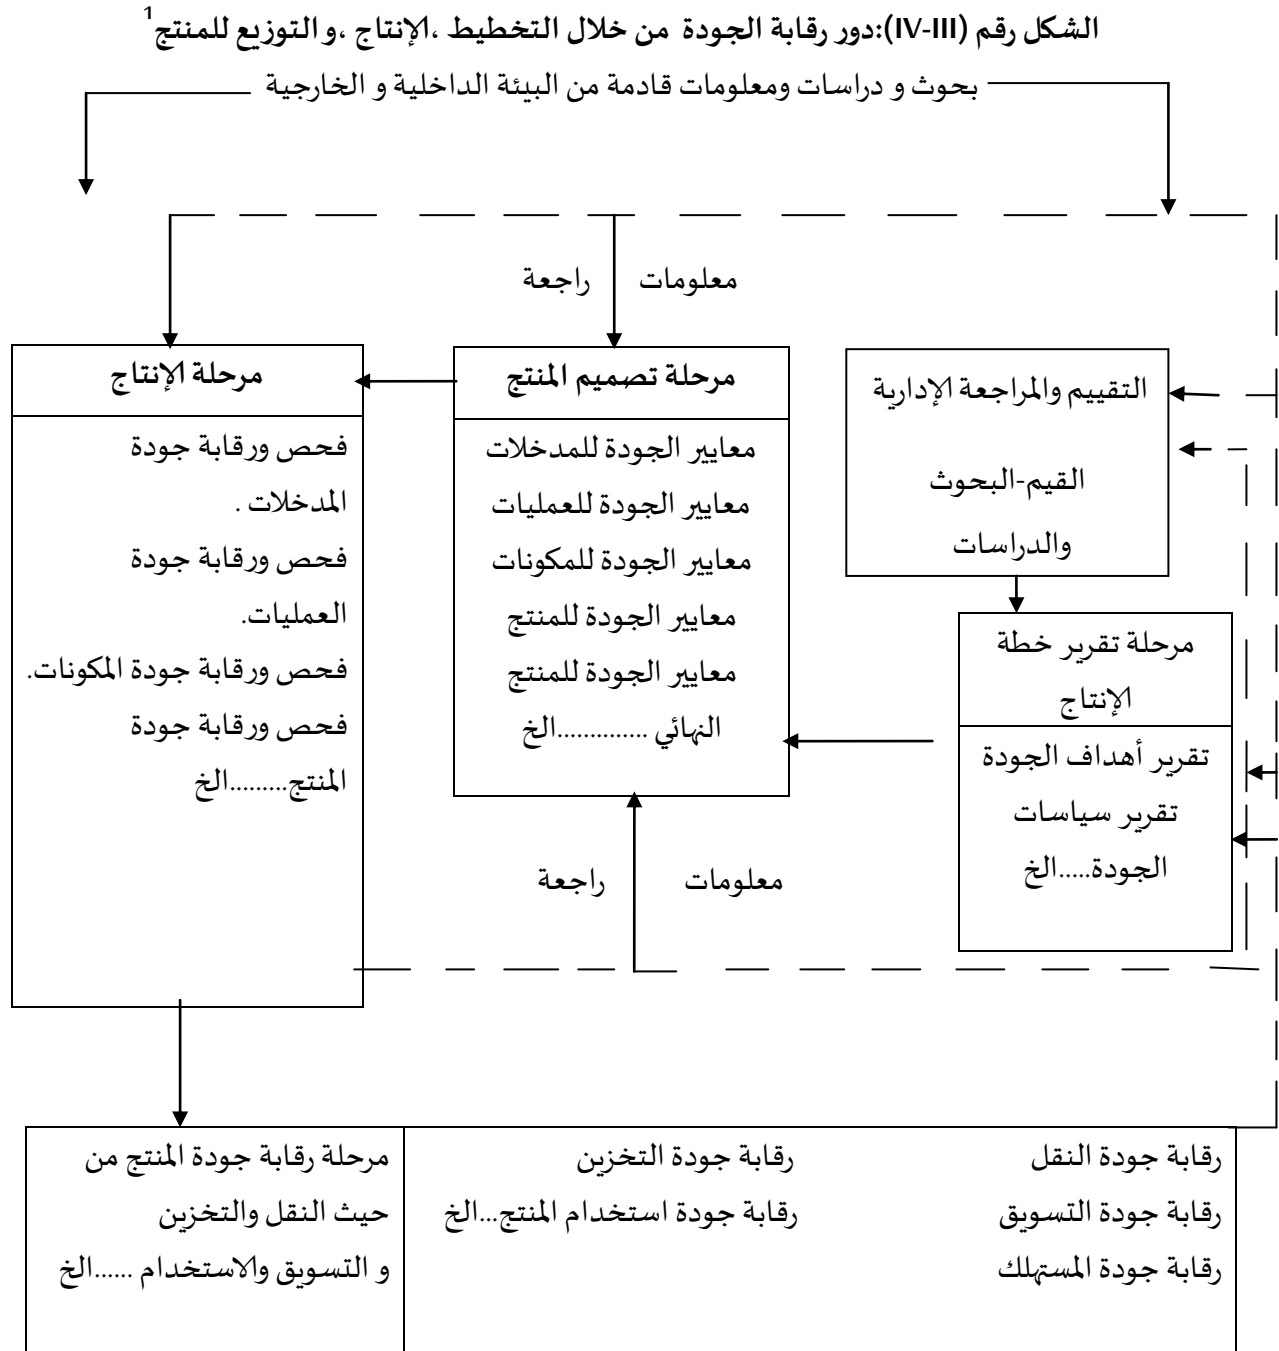 الشكل رقم (IV-III):دور رقابة الجودة من خلال التخطيط ،الإنتاج ،و التوزيع للمنتج1
بحوث و دراسات ومعلومات قادمة من البيئة الداخلية و الخارجية
معلومات راجعة
التقييم والمراجعة الإدارية
القيم-البحوث
والدراسات
مرحلة تقرير خطة
الإنتاج
تقرير أهداف الجودة
تقرير سياسات
الجودة.....الخ
مرحلة تصميم المنتج
معايير الجودة للمدخلات
معايير الجودة للعمليات
معايير الجودة للمكونات
معايير الجودة للمنتج
معايير الجودة للمنتج
النهائي ..............الخ
مرحلة الإنتاج
فحص ورقابة جودة
المدخلات .
فحص ورقابة جودة
العمليات.
فحص ورقابة جودة المكونات.
فحص ورقابة جودة
المنتج.........الخ
معلومات راجعة
رقابة جودة النقل رقابة جودة التخزين
رقابة جودة التسويق رقابة جودة استخدام المنتج...الخ
رقابة جودة المستهلك
مرحلة رقابة جودة المنتج من
حيث النقل والتخزين
و التسويق والاستخدام ......الخ